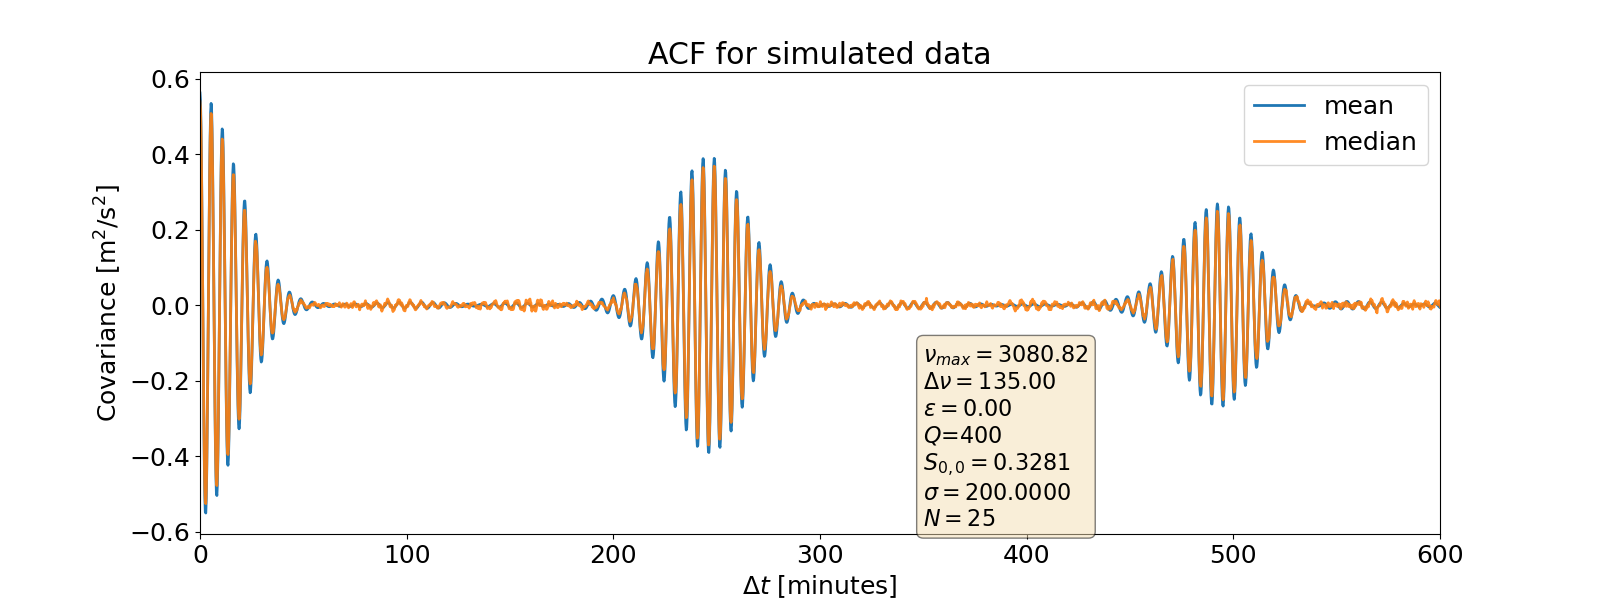 ACF for simulated data
Covariance [m²/s²]
0.6
0.4
0.2
0.0
−0.2
−0.4
−0.6
mean
median
ν_max = 3080.82
Δν = 135.00
ε = 0.00
Q=400
S_0,0 = 0.3281
σ = 200.0000
N = 25
0 100 200 300 400 500 600
Δt [minutes]